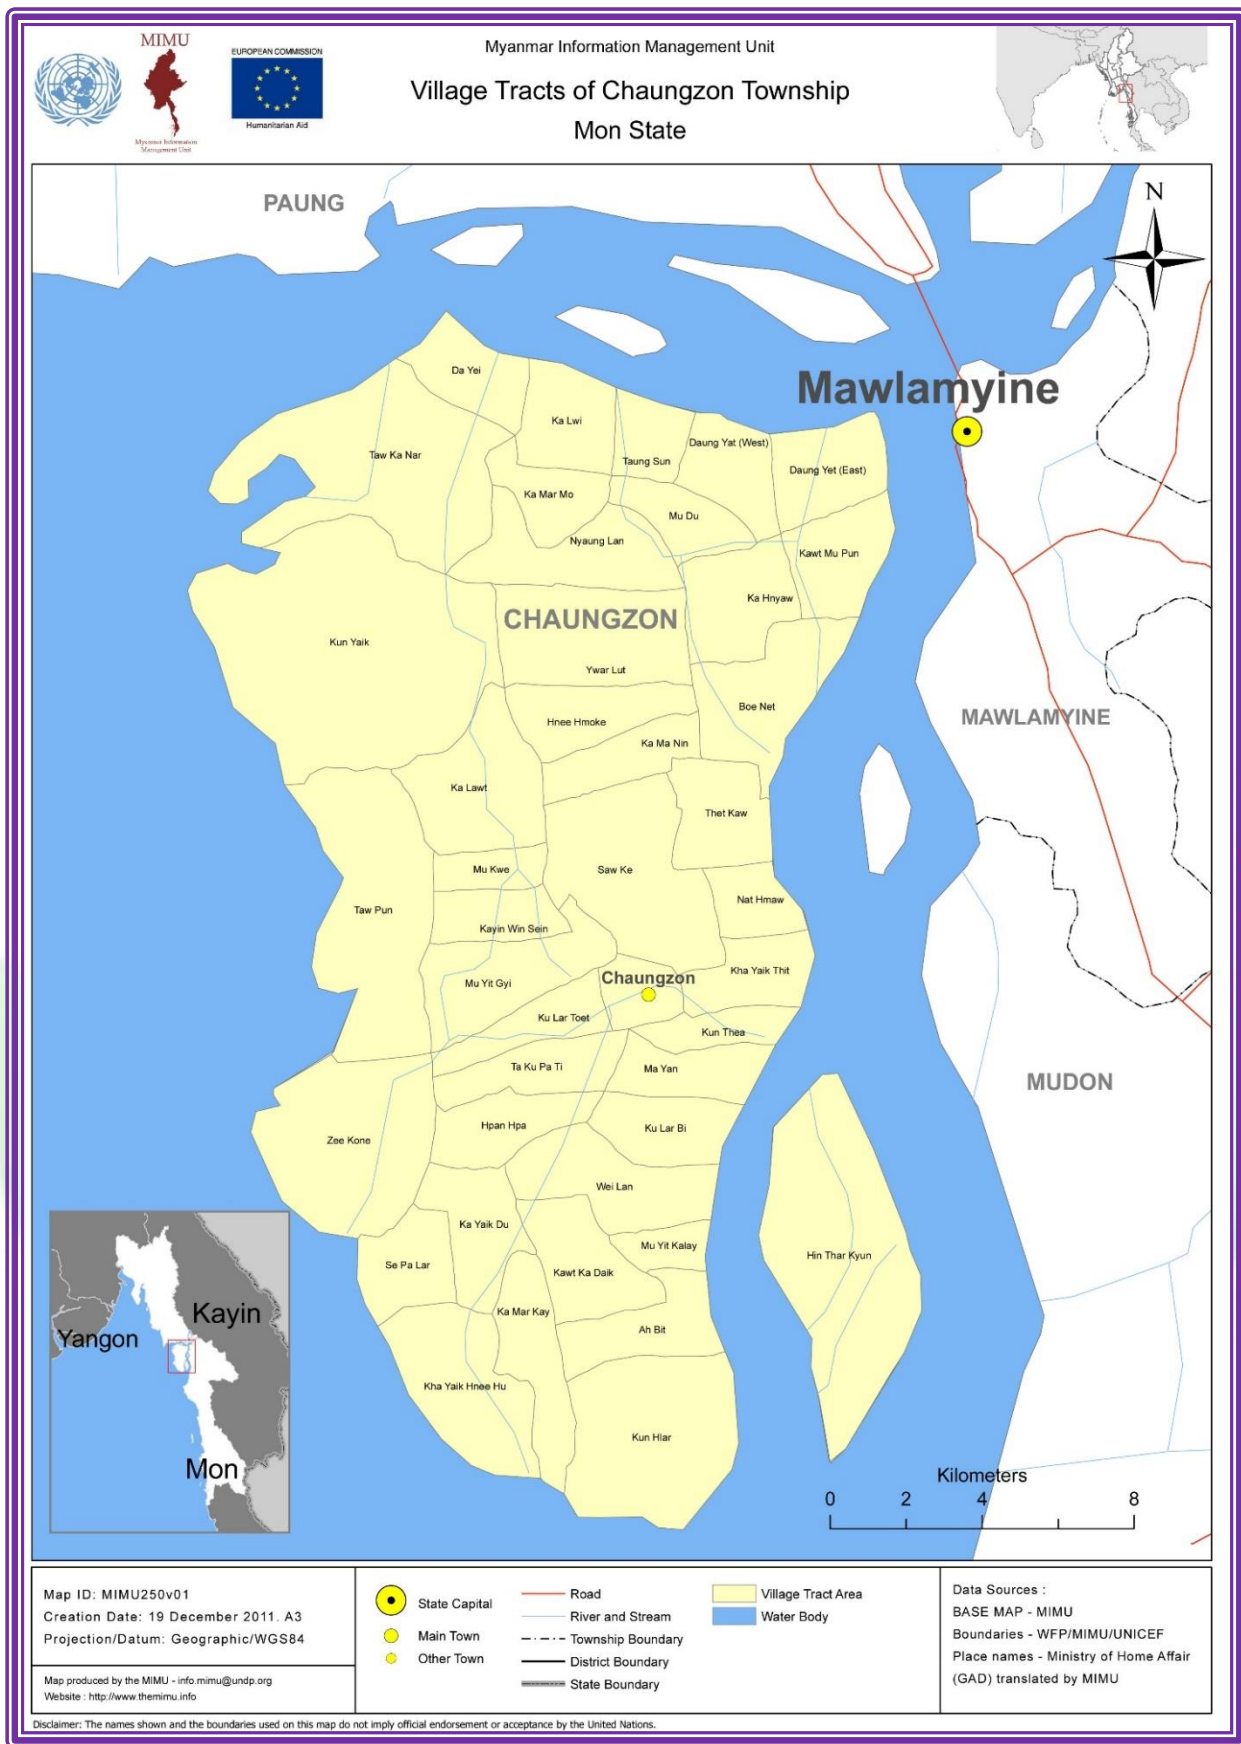 MIMU
Myanmar Information
Management Unit
EUROPEAN COMMISSION
Humanitarian Aid
Myanmar Information Management Unit
Village Tracts of Chaungzon Township
Mon State
PAUNG
N
Mawlamyine
Da Yei
Ka Lwi
Taw Ka Nar
Taung Sun
Daung Yat (West)
Daung Yet (East)
Ka Mar Mo
Mu Du
Nyaung Lan
Kawt Mu Pun
Ka Hnyaw
CHAUNGZON
Kun Yaik
Ywar Lut
Boe Net
MAWLAMYINE
Hnee Hmoke
Ka Ma Nin
Ka Lawt
Thet Kaw
Mu Kwe
Saw Ke
Nat Hmaw
Taw Pun
Kayin Win Sein
Kha Yaik Thit
Chaungzon
Mu Yit Gyi
Ku Lar Toet
Kun Thea
Ta Ku Pa Ti
Ma Yan
MUDON
Hpan Hpa
Ku Lar Bi
Zee Kone
Wei Lan
Ka Yaik Du
Mu Yit Kalay
Hin Thar Kyun
Se Pa Lar
Kawt Ka Daik
Ka Mar Kay
Ah Bit
Kha Yaik Hnee Hu
Kun Hlar
Kayin
Yangon
Mon
Kilometers
0 2 4 8
Map ID: MIMU250v01
Creation Date: 19 December 2011. A3
Projection/Datum: Geographic/WGS84
Map produced by the MIMU - info.mimu@undp.org
Website : http://www.themimu.info
State Capital
Main Town
Other Town
Road
River and Stream
Township Boundary
District Boundary
State Boundary
Village Tract Area
Water Body
Data Sources :
BASE MAP - MIMU
Boundaries - WFP/MIMU/UNICEF
Place names - Ministry of Home Affair
(GAD) translated by MIMU
Disclaimer: The names shown and the boundaries used on this map do not imply official endorsement or acceptance by the United Nations.